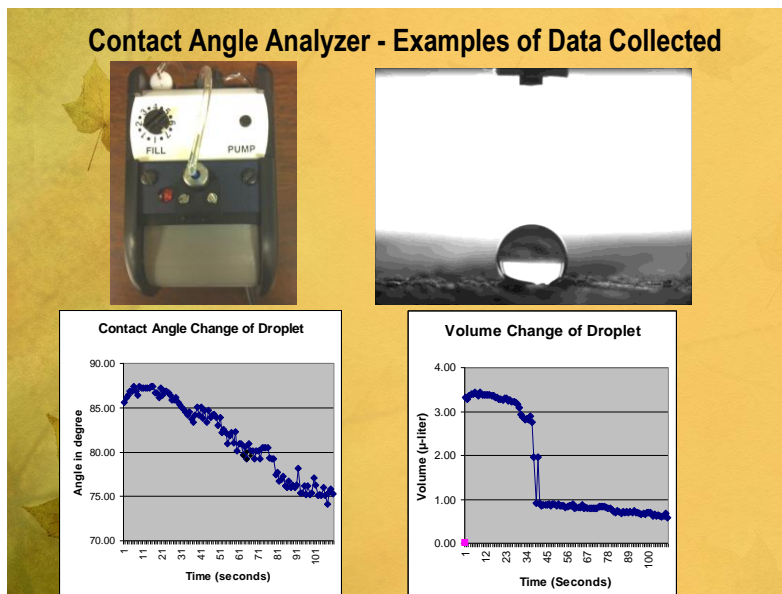 Contact Angle Analyzer - Examples of Data Collected
FILL
PUMP
Contact Angle Change of Droplet
90.00
85.00
80.00
75.00
70.00
Angle in degree
1 11 21 31 41 51 61 71 81 91 101
Time (seconds)
Volume Change of Droplet
4.00
3.00
2.00
1.00
0.00
Volume (µ-liter)
1 12 23 34 45 56 67 78 89 100
Time (Seconds)